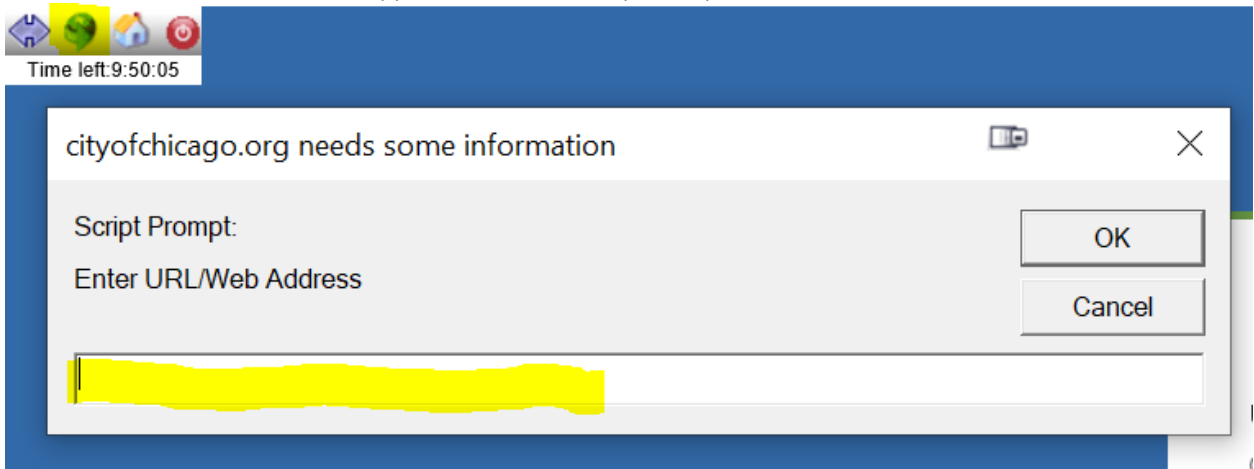 Time left:9:50:05
cityofchicago.org needs some information
Script Prompt:
OK
Enter URL/Web Address
Cancel